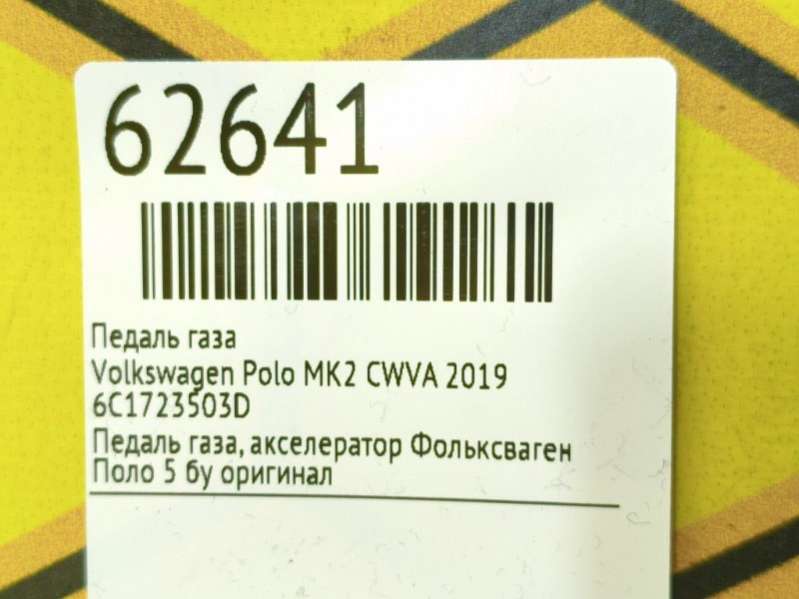 62641
Педаль газа
Volkswagen Polo MK2 CWVA 2019
6C1723503D
Педаль газа, акселератор Фольксваген
Поло 5 бу оригинал